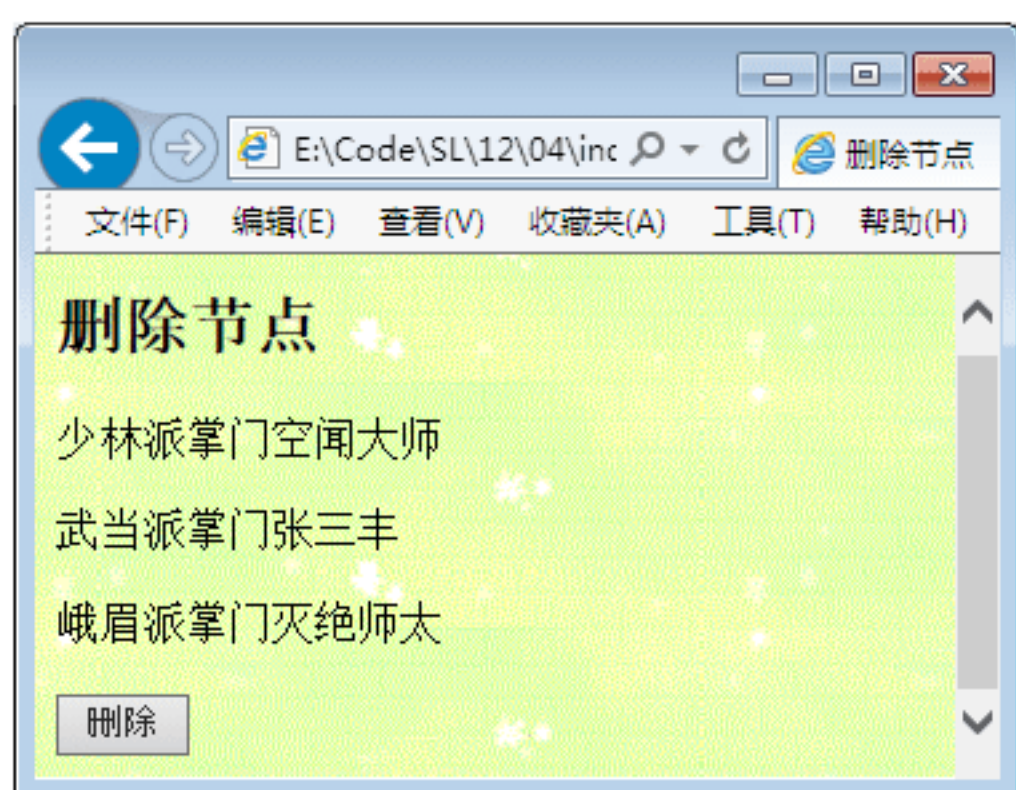 E:\Code\SL\12\04\inc
删除节点
文件(F) 编辑(E) 查看(V) 收藏夹(A) 工具(T) 帮助(H)
删除节点
少林派掌门空闻大师
武当派掌门张三丰
峨眉派掌门灭绝师太
删除